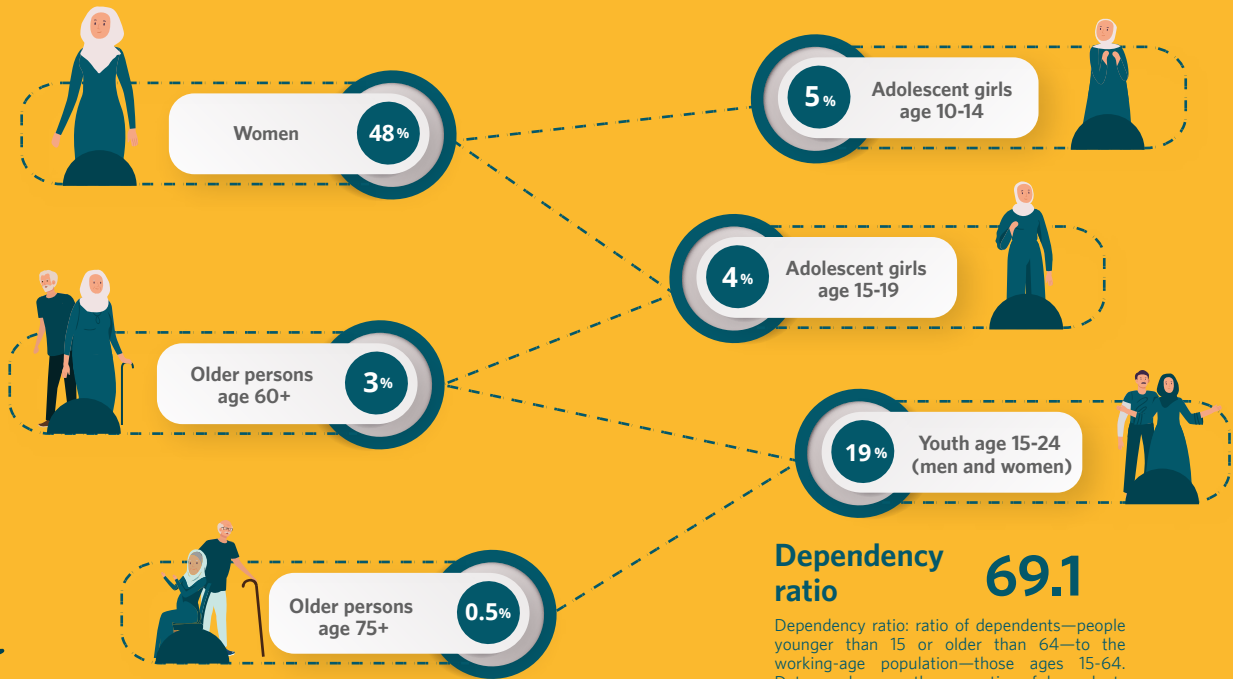 Women
48%
5%
Adolescent girls
age 10-14
4%
Adolescent girls
age 15-19
Older persons
age 60+
3%
19%
Youth age 15-24
(men and women)
Older persons
age 75+
0.5%
Dependency
ratio
69.1
Dependency ratio: ratio of dependents—people
younger than 15 or older than 64—to the
working-age population—those ages 15-64.